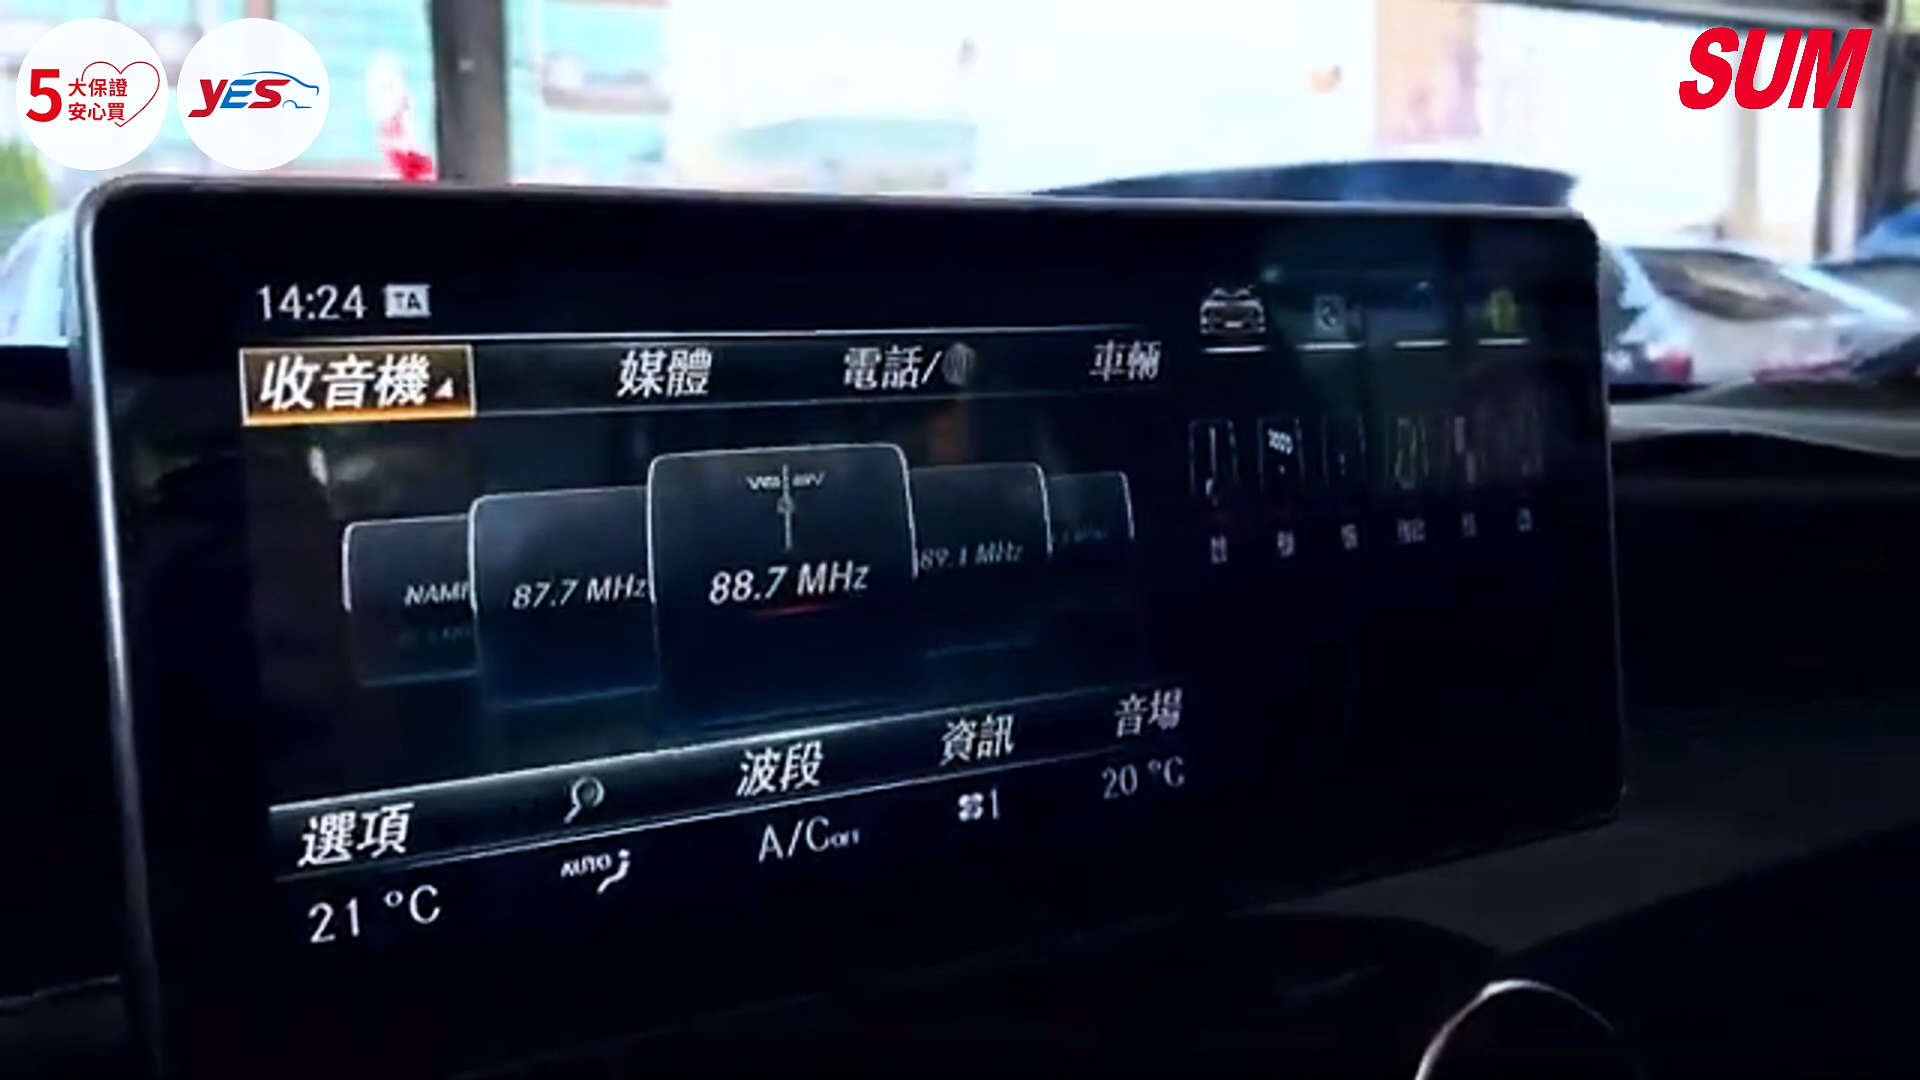 5大保證
安心買
YES
SUM
14:24 TA
收音機 媒體 電話/ 車輛
NAME 87.7 MHz 88.7 MHz 89.1 MHz
選項 波段 資訊 音場
21 °C AUTO A/C OFF 1 20 °C